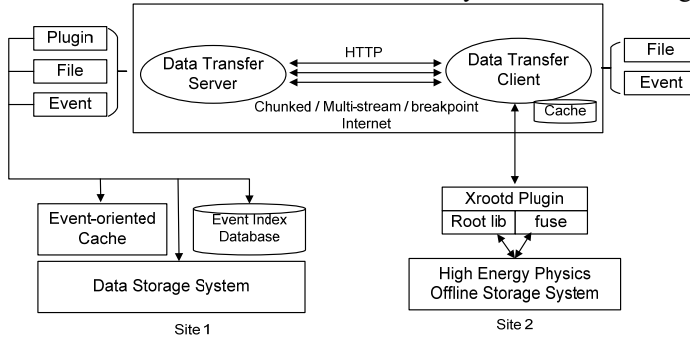 Plugin
File
Event
Data Transfer
Server
HTTP
Chunked / Multi-stream / breakpoint
Internet
Data Transfer
Client
Cache
File
Event
Event-oriented
Cache
Event Index
Database
Data Storage System
Site 1
Xrootd Plugin
Root lib
fuse
High Energy Physics
Offline Storage System
Site 2